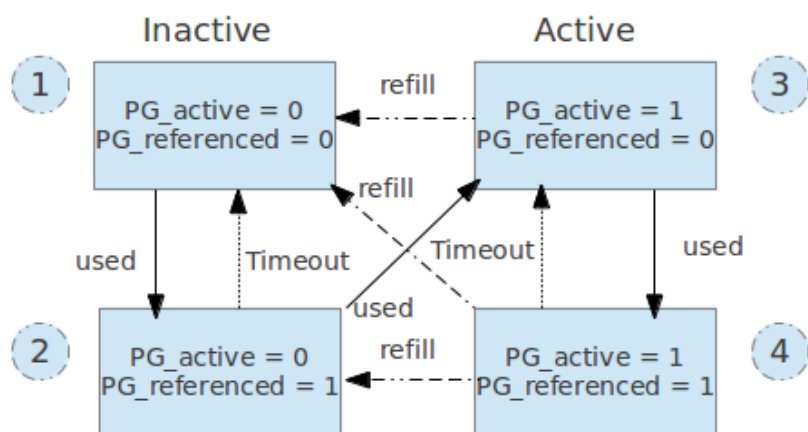 Inactive
Active
1
PG_active = 0
PG_referenced = 0
refill
PG_active = 1
PG_referenced = 0
3
refill
used
Timeout
Timeout
used
used
2
PG_active = 0
PG_referenced = 1
refill
PG_active = 1
PG_referenced = 1
4